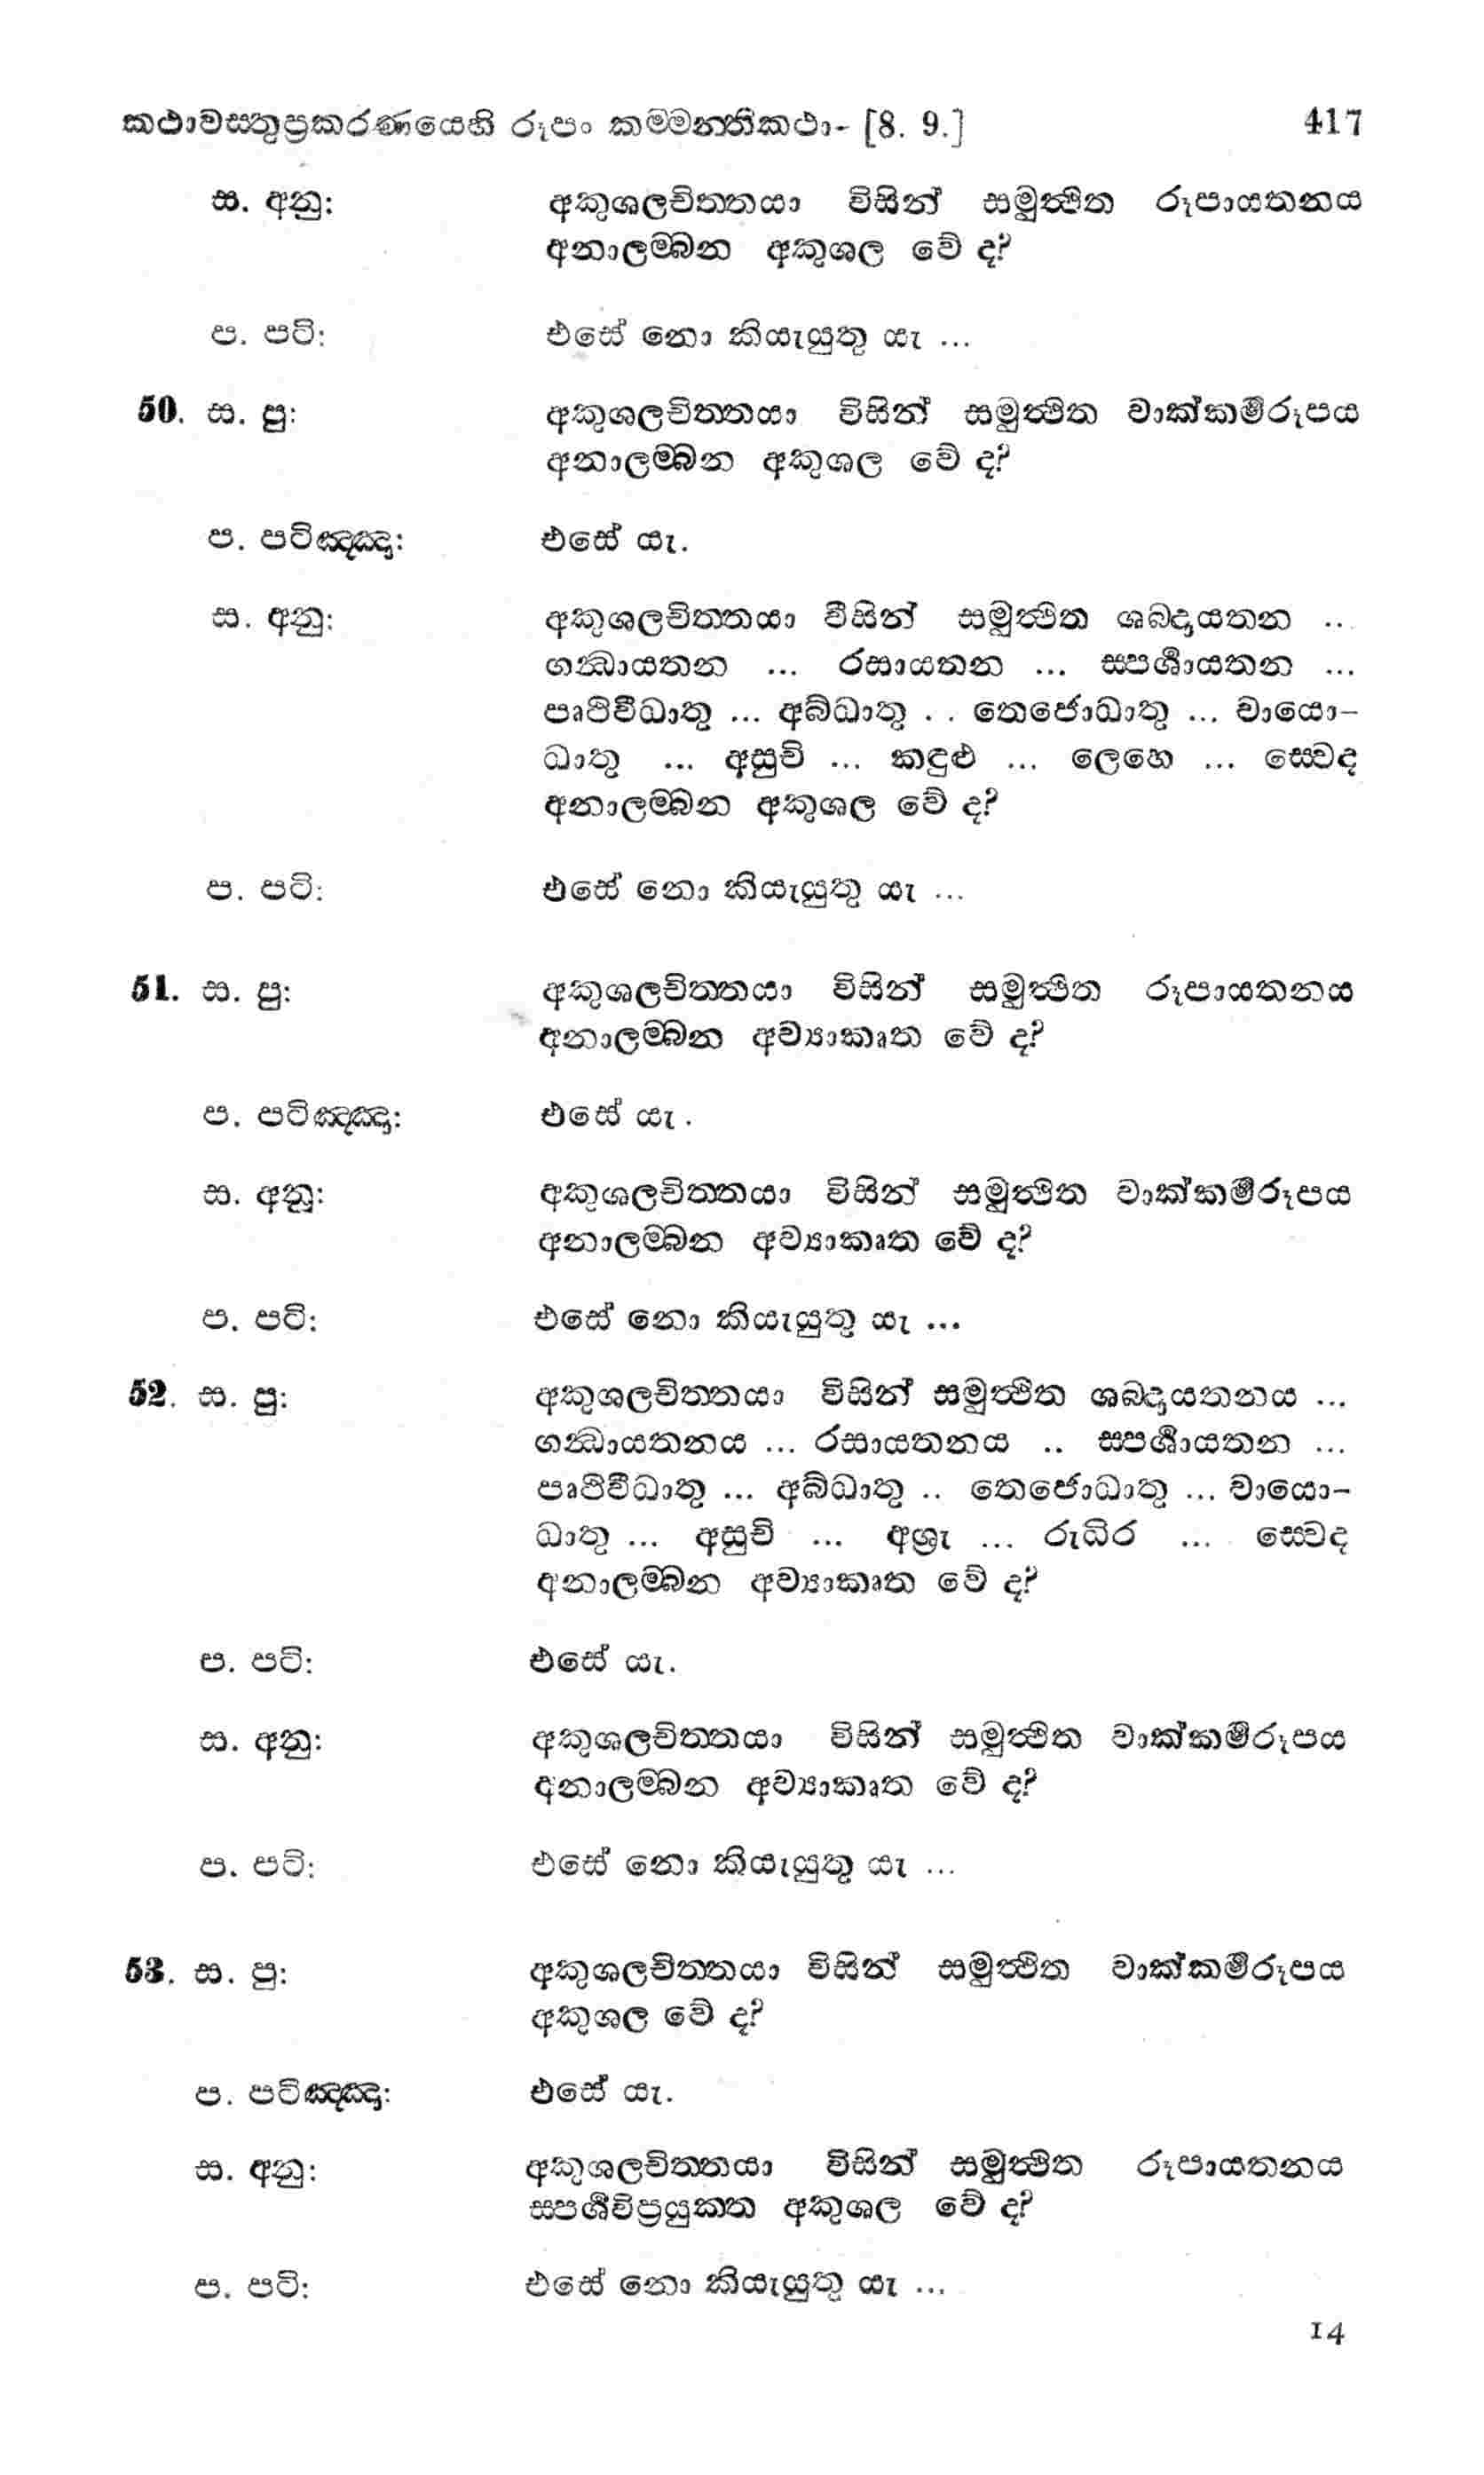 කථාවස්තුප්‍රකරණයෙහි රූපං කම්මන්තිකථා- [8. 9.] 417
ස. අනු: අකුශලචිත්තයා විසින් සමුත්ථිත රූපායතනය
අනාලම්බන අකුශල වේ ද?
ප. පටි: එසේ නො කියැයුතු යැ ...
50. ස. පු: අකුශලචිත්තයා විසින් සමුත්ථිත වාක්කර්මරූපය
අනාලම්බන අකුශල වේ ද?
ප. පටිඤ්ඤා: එසේ යැ.
ස. අනු: අකුශලචිත්තයා විසින් සමුත්ථිත ශබ්දායතන ...
ගන්ධායතන ... රසායතන ... ස්පර්ශායතන ...
පෘථිවීධාතු ... අබ්ධාතු . . තෙජොධාතු ... වායො-
ධාතු ... අසුචි ... කඳුළු ... ලෙහෙ ... ස්වෙද
අනාලම්බන අකුශල වේ ද?
ප. පටි: එසේ නො කියැයුතු යැ ...
51. ස. පු: අකුශලචිත්තයා විසින් සමුත්ථිත රූපායතනය
අනාලම්බන අව්‍යාකෘත වේ ද?
ප. පටිඤ්ඤා: එසේ යැ.
ස. අනු: අකුශලචිත්තයා විසින් සමුත්ථිත වාක්කර්මරූපය
අනාලම්බන අව්‍යාකෘත වේ ද?
ප. පටි: එසේ නො කියැයුතු යැ ...
52. ස. පු: අකුශලචිත්තයා විසින් සමුත්ථිත ශබ්දායතනය ...
ගන්ධායතනය ... රසායතනය .. ස්පර්ශායතන ...
පෘථිවීධාතු ... අබ්ධාතු .. තෙජොධාතු ... වායො-
ධාතු ... අසුචි ... අශ්‍රැ ... රුධිර ... ස්වෙද
අනාලම්බන අව්‍යාකෘත වේ ද?
ප. පටි: එසේ යැ.
ස. අනු: අකුශලචිත්තයා විසින් සමුත්ථිත වාක්කර්මරූපය
අනාලම්බන අව්‍යාකෘත වේ ද?
ප. පටි: එසේ නො කියැයුතු යැ ...
53. ස. පු: අකුශලචිත්තයා විසින් සමුත්ථිත වාක්කර්මරූපය
අකුශල වේ ද?
ප. පටිඤ්ඤා: එසේ යැ.
ස. අනු: අකුශලචිත්තයා විසින් සමුත්ථිත රූපායතනය
ස්පර්ශවිප්‍රයුක්ත අකුශල වේ ද?
ප. පටි: එසේ නො කියැයුතු යැ ...
14